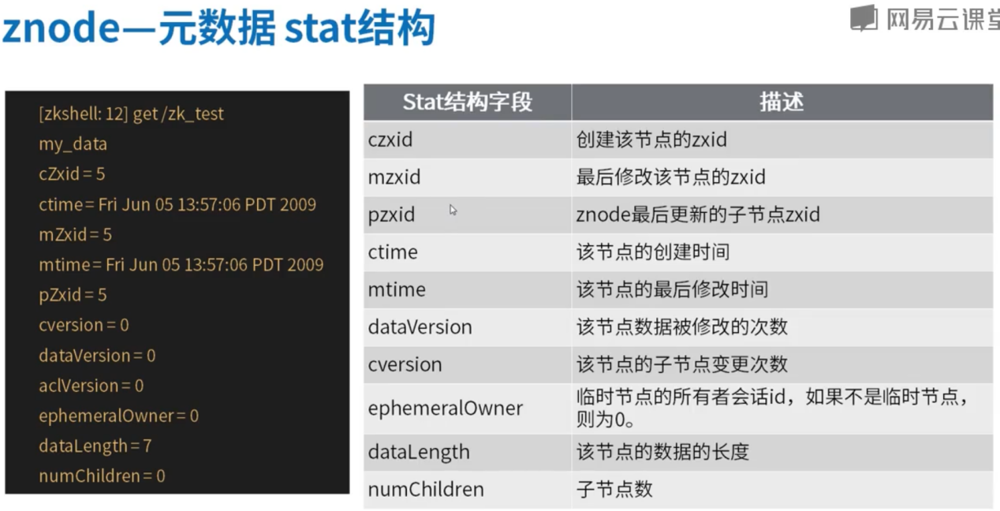 znode—元数据 stat结构
网易云课堂
[zkshell: 12] get /zk_test
my_data
cZxid = 5
ctime = Fri Jun 05 13:57:06 PDT 2009
mZxid = 5
mtime = Fri Jun 05 13:57:06 PDT 2009
pZxid = 5
cversion = 0
dataVersion = 0
aclVersion = 0
ephemeralOwner = 0
dataLength = 7
numChildren = 0
Stat结构字段 描述
czxid 创建该节点的zxid
mzxid 最后修改该节点的zxid
pzxid znode最后更新的子节点zxid
ctime 该节点的创建时间
mtime 该节点的最后修改时间
dataVersion 该节点数据被修改的次数
cversion 该节点的子节点变更次数
ephemeralOwner 临时节点的所有者会话id，如果不是临时节点，
则为0。
dataLength 该节点的数据的长度
numChildren 子节点数